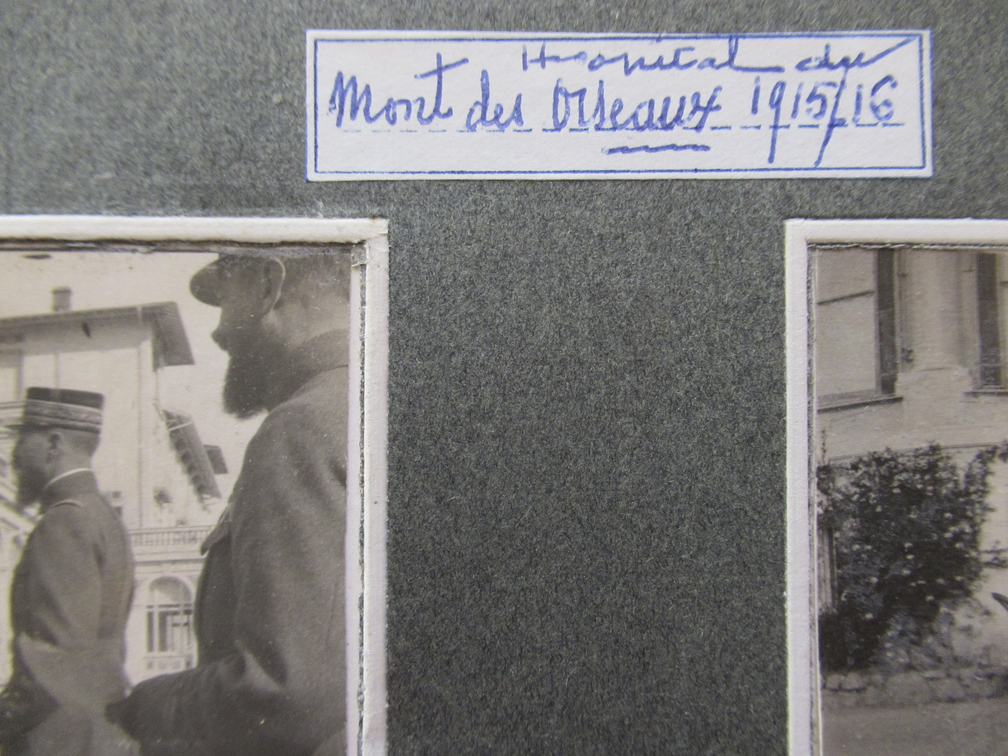 Hopital du
Mont des Oiseaux 1915/16